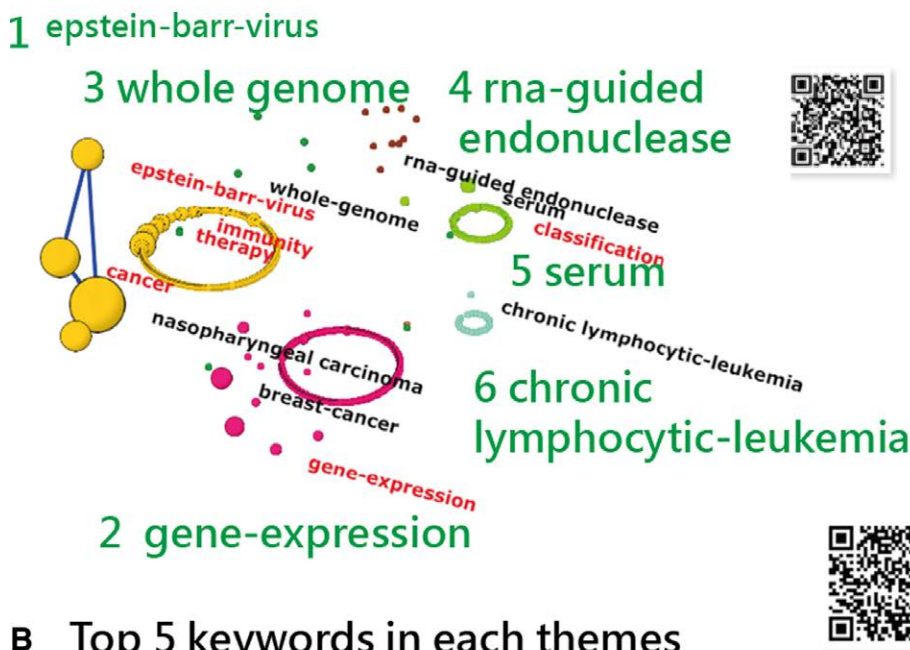 1 epstein-barr-virus
3 whole genome
4 rna-guided
endonuclease
epstein-barr-virus
whole-genome
rna-guided endonuclease
serum
classification
immunity
therapy
cancer
5 serum
nasopharyngeal carcinoma
chronic lymphocytic-leukemia
breast-cancer
6 chronic
lymphocytic-leukemia
gene-expression
2 gene-expression
B Top 5 keywords in each themes